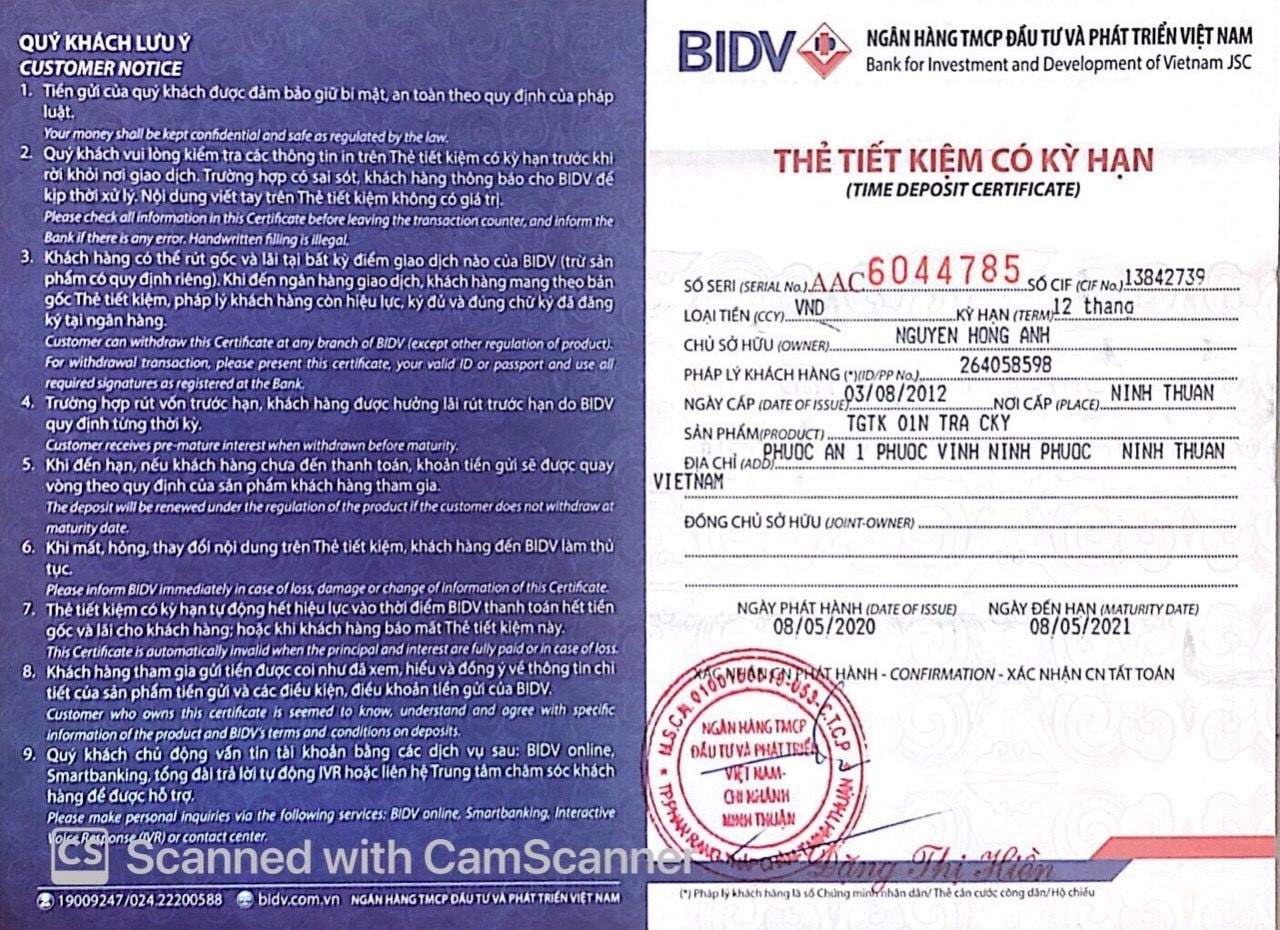 QUÝ KHÁCH LƯU Ý
CUSTOMER NOTICE
1. Tiền gửi của quý khách được đảm bảo giữ bí mật, an toàn theo quy định của pháp
luật.
Your money shall be kept confidential and safe as regulated by the law.
2. Quý khách vui lòng kiểm tra các thông tin in trên Thẻ tiết kiệm có kỳ hạn trước khi
rời khỏi nơi giao dịch. Trường hợp có sai sót, khách hàng thông báo cho BIDV để
kịp thời xử lý. Nội dung viết tay trên Thẻ tiết kiệm không có giá trị.
Please check all information in this Certificate before leaving the transaction counter, and inform the
Bank if there is any error. Handwritten filling is illegal.
3. Khách hàng có thể rút gốc và lãi tại bất kỳ điểm giao dịch nào của BIDV (trừ sản
phẩm có quy định riêng). Khi đến ngân hàng giao dịch, khách hàng mang theo bản
gốc Thẻ tiết kiệm, pháp lý khách hàng còn hiệu lực, ký đủ và đúng chữ ký đã đăng
ký tại ngân hàng.
Customer can withdraw this Certificate at any branch of BIDV (except other regulation of product).
For withdrawal transaction, please present this certificate, your valid ID or passport and use all
required signatures as registered at the Bank.
4. Trường hợp rút vốn trước hạn, khách hàng được hưởng lãi rút trước hạn do BIDV
quy định từng thời kỳ.
Customer receives pre-mature interest when withdrawn before maturity.
5. Khi đến hạn, nếu khách hàng chưa đến thanh toán, khoản tiền gửi sẽ được quay
vòng theo quy định của sản phẩm khách hàng tham gia.
The deposit will be renewed under the regulation of the product if the customer does not withdraw at
maturity date.
6. Khi mất, hỏng, thay đổi nội dung trên Thẻ tiết kiệm, khách hàng đến BIDV làm thủ
tục.
Please inform BIDV immediately in case of loss, damage or change of information of this Certificate.
7. Thẻ tiết kiệm có kỳ hạn tự động hết hiệu lực vào thời điểm BIDV thanh toán hết tiền
gốc và lãi cho khách hàng; hoặc khi khách hàng báo mất Thẻ tiết kiệm này.
This Certificate is automatically invalid when the principal and interest are fully paid or in case of loss.
8. Khách hàng tham gia gửi tiền được coi như đã xem, hiểu và đồng ý về thông tin chi
tiết của sản phẩm tiền gửi và các điều kiện, điều khoản tiền gửi của BIDV.
Customer who owns this certificate is seemed to know, understand and agree with specific
information of the product and BIDV's terms and conditions on deposits.
9. Quý khách chủ động vấn tin tài khoản bằng các dịch vụ sau: BIDV online,
Smartbanking, tổng đài trả lời tự động IVR hoặc liên hệ Trung tâm chăm sóc khách
hàng để được hỗ trợ.
Please make personal inquiries via the following services: BIDV online, Smartbanking, Interactive
Voice Response (IVR) or contact center.
CS Scanned with CamScanner
19009247/024.22200588 bidv.com.vn NGÂN HÀNG TMCP ĐẦU TƯ VÀ PHÁT TRIỂN VIỆT NAM
BIDV NGÂN HÀNG TMCP ĐẦU TƯ VÀ PHÁT TRIỂN VIỆT NAM
Bank for Investment and Development of Vietnam JSC
THẺ TIẾT KIỆM CÓ KỲ HẠN
(TIME DEPOSIT CERTIFICATE)
SỐ SERI (SERIAL No.) AAC 6044785 SỐ CIF (CIF No.) 13842739
LOẠI TIỀN (CCY) VND KỲ HẠN (TERM) 12 thang
CHỦ SỞ HỮU (OWNER) NGUYEN HONG ANH
PHÁP LÝ KHÁCH HÀNG (*)(ID/PP No.) 264058598
NGÀY CẤP (DATE OF ISSUE) 03/08/2012 NƠI CẤP (PLACE) NINH THUAN
SẢN PHẨM (PRODUCT) TGTK 01N TRA CKY
ĐỊA CHỈ (ADD) PHUOC AN 1 PHUOC VINH NINH PHUOC NINH THUAN
VIETNAM
ĐỒNG CHỦ SỞ HỮU (JOINT-OWNER)
NGÀY PHÁT HÀNH (DATE OF ISSUE) NGÀY ĐẾN HẠN (MATURITY DATE)
08/05/2020 08/05/2021
XÁC NHẬN CN PHÁT HÀNH - CONFIRMATION - XÁC NHẬN CN TẤT TOÁN
NGÂN HÀNG TMCP
ĐẦU TƯ VÀ PHÁT TRIỂN
VIỆT NAM-
CHI NHÁNH
NINH THUẬN
Đặng Thị Hiền
(*) Pháp lý khách hàng là số Chứng minh nhân dân/ Thẻ căn cước công dân/ Hộ chiếu